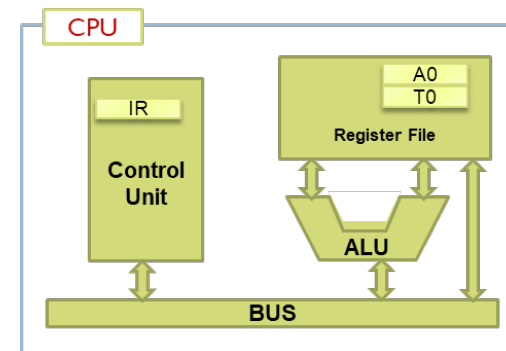 CPU
IR
Control
Unit
A0
T0
Register File
ALU
BUS